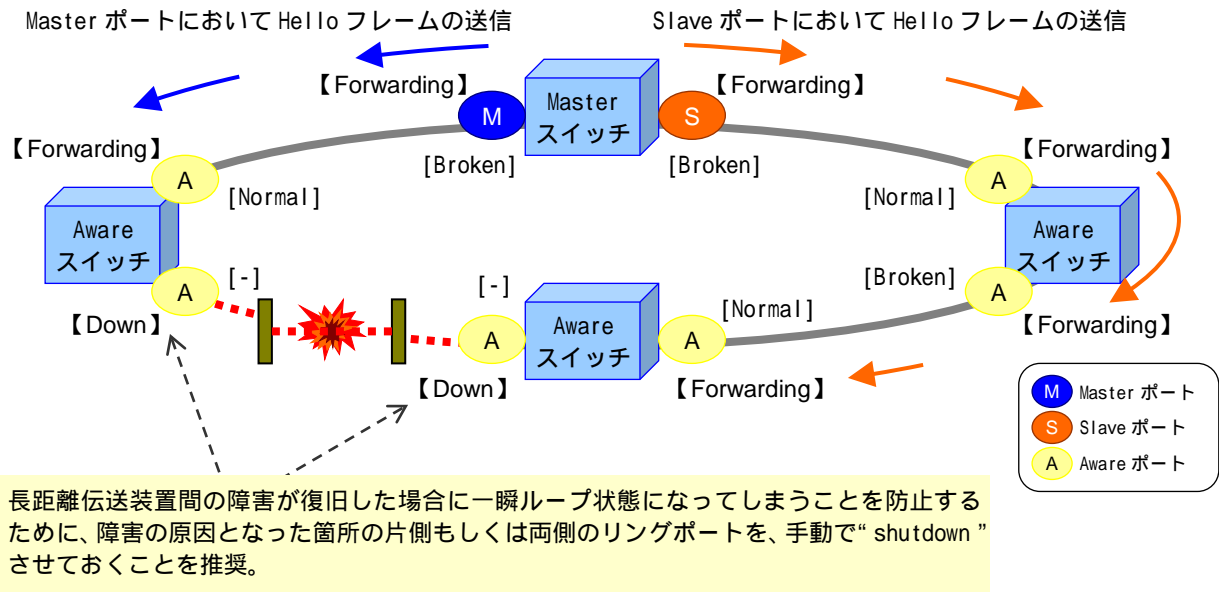 Master ポートにおいて Hello フレームの送信
Slave ポートにおいて Hello フレームの送信
【Forwarding】
M
Master
スイッチ
S
【Forwarding】
[Broken]
[Broken]
【Forwarding】
A
[Normal]
Aware
スイッチ
A
[-]
【Down】
【Forwarding】
A
[Normal]
Aware
スイッチ
[Broken]
A
【Forwarding】
[-]
A
【Down】
Aware
スイッチ
[Normal]
A
【Forwarding】
M Master ポート
S Slave ポート
A Aware ポート
長距離伝送装置間の障害が復旧した場合に一瞬ループ状態になってしまうことを防止する
ために、障害の原因となった箇所の片側もしくは両側のリングポートを、手動で“shutdown”
させておくことを推奨。